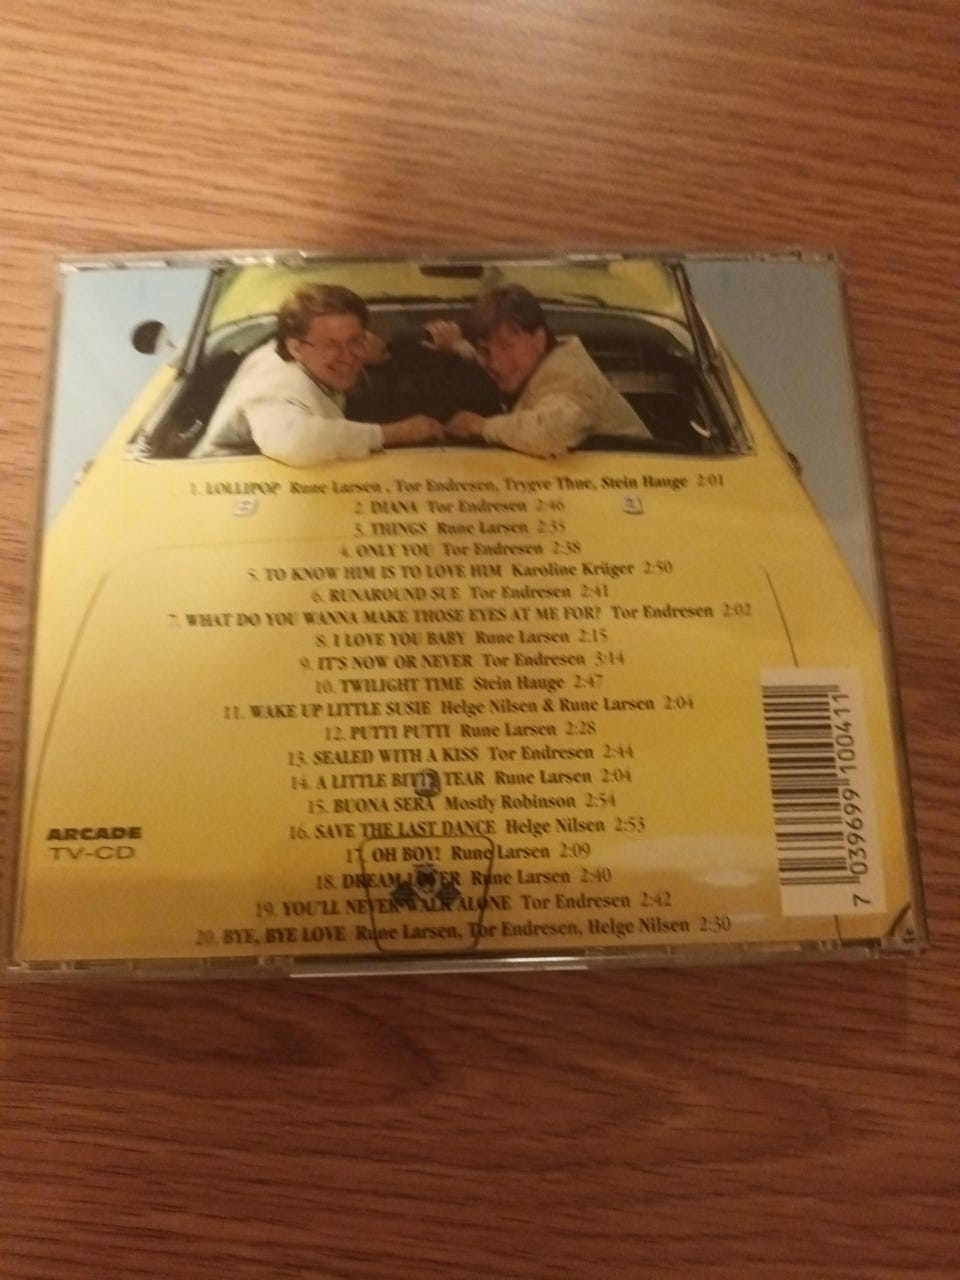 1. LOLLIPOP Rune Larsen, Tor Endresen, Trygve Thue, Stein Hauge 2:01
2. DIANA Tor Endresen 2:46
3. THINGS Rune Larsen 2:35
4. ONLY YOU Tor Endresen 2:38
5. TO KNOW HIM IS TO LOVE HIM Karoline Krüger 2:50
6. RUNAROUND SUE Tor Endresen 2:41
7. WHAT DO YOU WANNA MAKE THOSE EYES AT ME FOR? Tor Endresen 2:02
8. I LOVE YOU BABY Rune Larsen 2:15
9. IT'S NOW OR NEVER Tor Endresen 3:14
10. TWILIGHT TIME Stein Hauge 2:47
11. WAKE UP LITTLE SUSIE Helge Nilsen & Rune Larsen 2:04
12. PUTTI PUTTI Rune Larsen 2:28
13. SEALED WITH A KISS Tor Endresen 2:44
14. A LITTLE BITTY TEAR Rune Larsen 2:04
15. BUONA SERA Mostly Robinson 2:54
16. SAVE THE LAST DANCE Helge Nilsen 2:53
17. OH BOY! Rune Larsen 2:09
18. DREAM LOVER Rune Larsen 2:40
19. YOU'LL NEVER WALK ALONE Tor Endresen 2:42
20. BYE, BYE LOVE Rune Larsen, Tor Endresen, Helge Nilsen 2:30
ARCADE
TV-CD
7 039699 100411